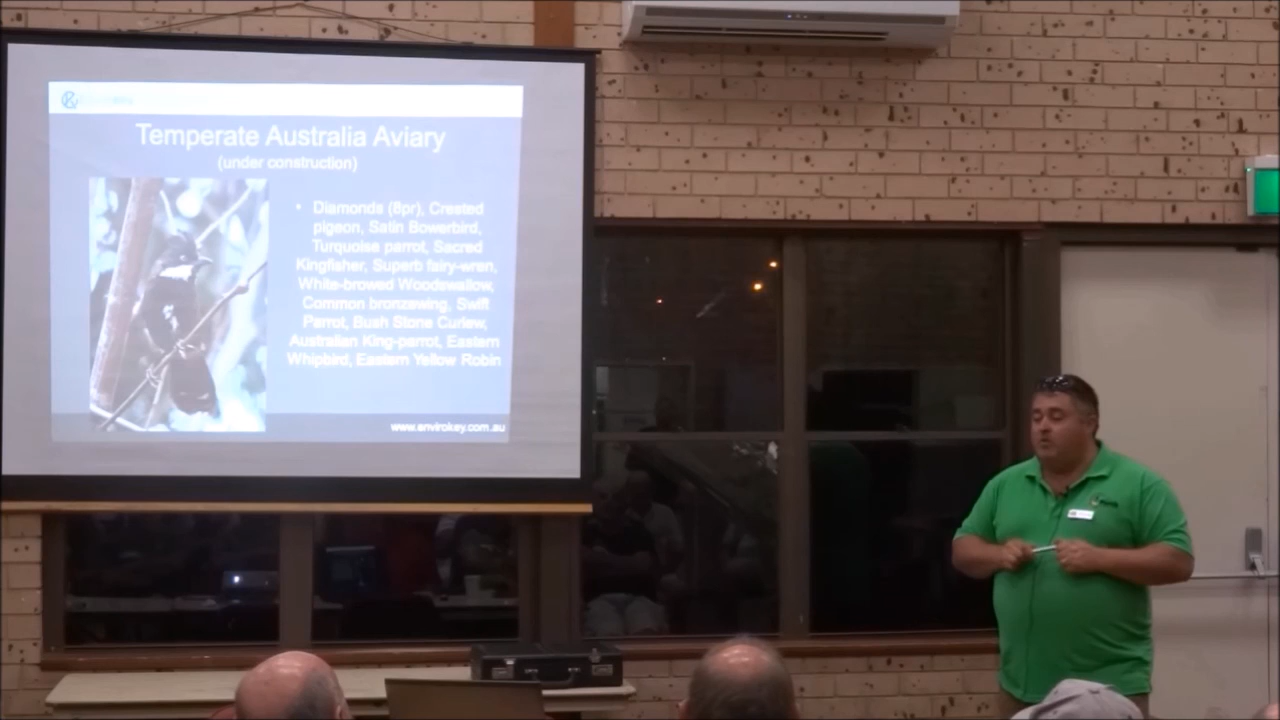 Temperate Australia Aviary
(under construction)
• Diamonds (8pr), Crested
pigeon, Satin Bowerbird,
Turquoise parrot, Sacred
Kingfisher, Superb fairy-wren,
White-browed Woodswallow,
Common bronzewing, Swift
Parrot, Bush Stone Curlew,
Australian King-parrot, Eastern
Whipbird, Eastern Yellow Robin
www.envirokey.com.au